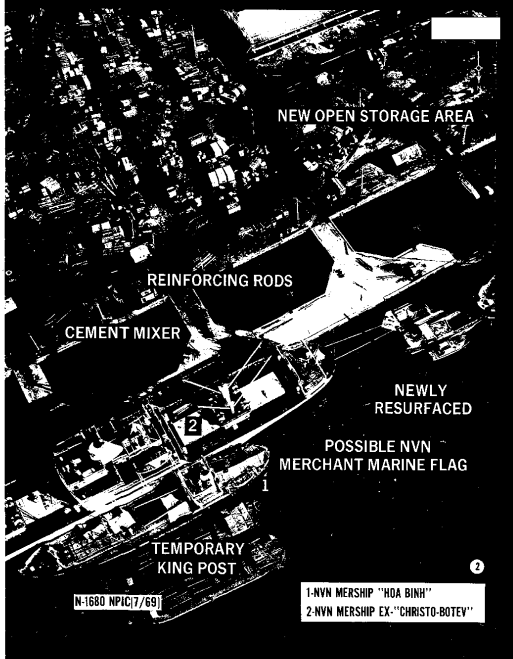 NEW OPEN STORAGE AREA
REINFORCING RODS
CEMENT MIXER
NEWLY
RESURFACED
2
POSSIBLE NVN
MERCHANT MARINE FLAG
1
TEMPORARY
KING POST
2
N-1680 NPIC(7/69)
1-NVN MERSHIP "HOA BINH"
2-NVN MERSHIP EX-"CHRISTO-BOTEV"